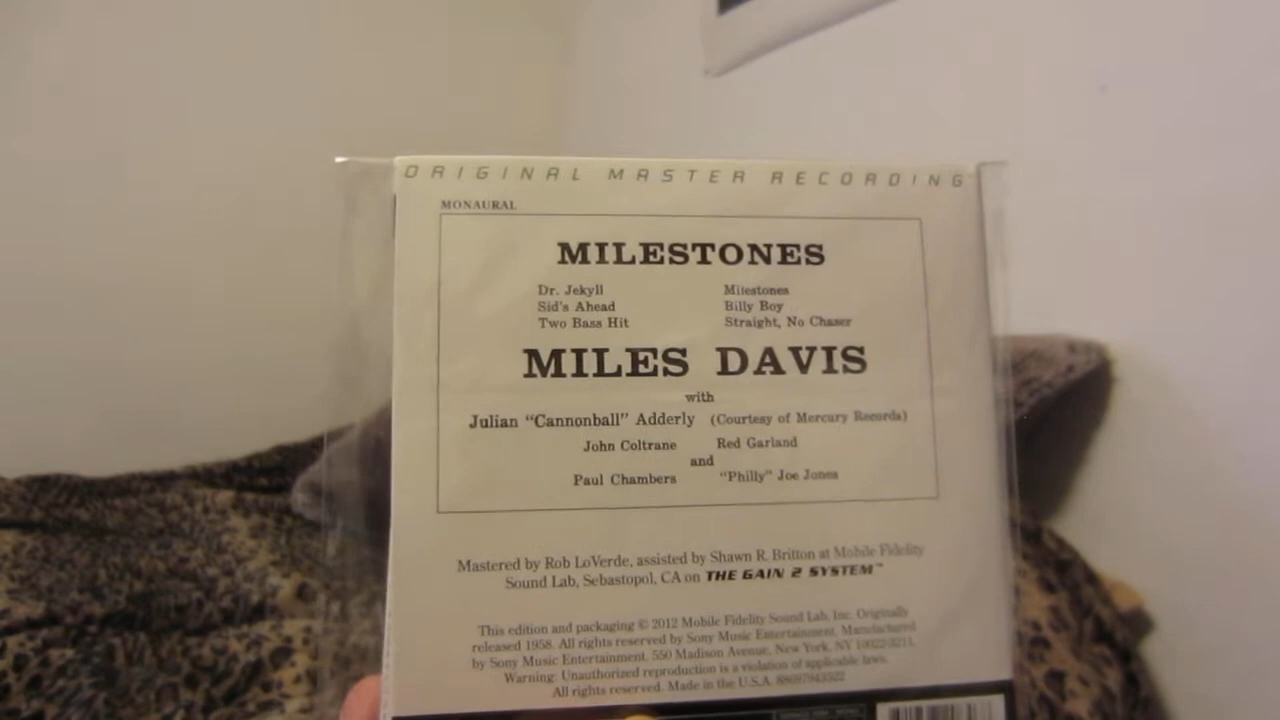 ORIGINAL MASTER RECORDING
MONAURAL
MILESTONES
Dr. Jekyll Milestones
Sid's Ahead Billy Boy
Two Bass Hit Straight, No Chaser
MILES DAVIS
with
Julian "Cannonball" Adderly (Courtesy of Mercury Records)
John Coltrane Red Garland
and
Paul Chambers "Philly" Joe Jones
Mastered by Rob LoVerde, assisted by Shawn R. Britton at Mobile Fidelity
Sound Lab, Sebastopol, CA on THE GAIN 2 SYSTEM™
This edition and packaging © 2012 Mobile Fidelity Sound Lab, Inc. Originally
released 1958. All rights reserved by Sony Music Entertainment. Manufactured
by Sony Music Entertainment, 550 Madison Avenue, New York, NY 10022-3211.
Warning: Unauthorized reproduction is a violation of applicable laws.
All rights reserved. Made in the U.S.A. 88697943522